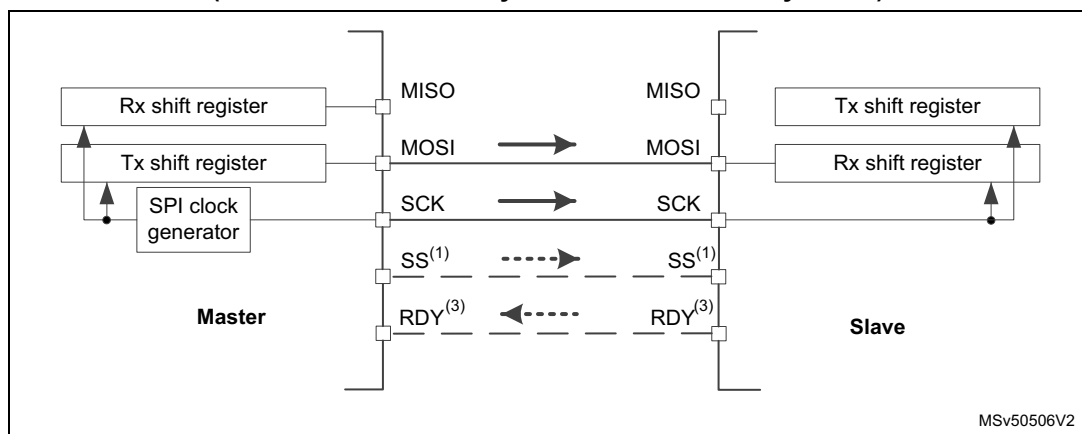 MISO
MISO
Rx shift register
Tx shift register
MOSI
MOSI
Tx shift register
Rx shift register
SPI clock
generator
SCK
SCK
SS(1)
SS(1)
Master
RDY(3)
RDY(3)
Slave
MSv50506V2